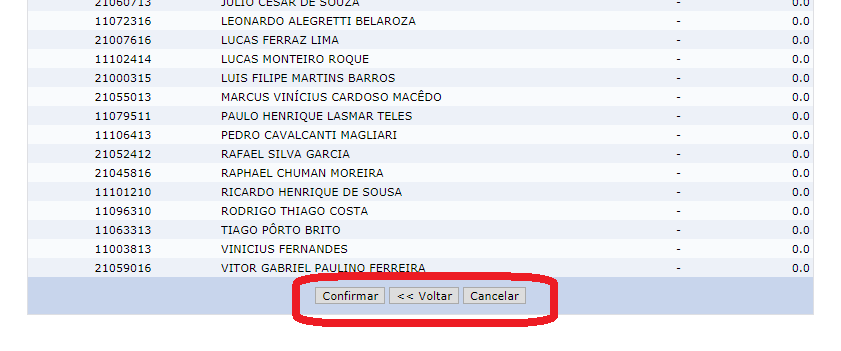 21060713 JULIO CESAR DE SOUZA - 0.0
11072316 LEONARDO ALEGRETTI BELAROZA - 0.0
21007616 LUCAS FERRAZ LIMA - 0.0
11102414 LUCAS MONTEIRO ROQUE - 0.0
21000315 LUIS FILIPE MARTINS BARROS - 0.0
21055013 MARCUS VINÍCIUS CARDOSO MACÊDO - 0.0
11079511 PAULO HENRIQUE LASMAR TELES - 0.0
11106413 PEDRO CAVALCANTI MAGLIARI - 0.0
21052412 RAFAEL SILVA GARCIA - 0.0
21045816 RAPHAEL CHUMAN MOREIRA - 0.0
11101210 RICARDO HENRIQUE DE SOUSA - 0.0
11096310 RODRIGO THIAGO COSTA - 0.0
11063313 TIAGO PÔRTO BRITO - 0.0
11003813 VINICIUS FERNANDES - 0.0
21059016 VITOR GABRIEL PAULINO FERREIRA - 0.0
Confirmar << Voltar Cancelar